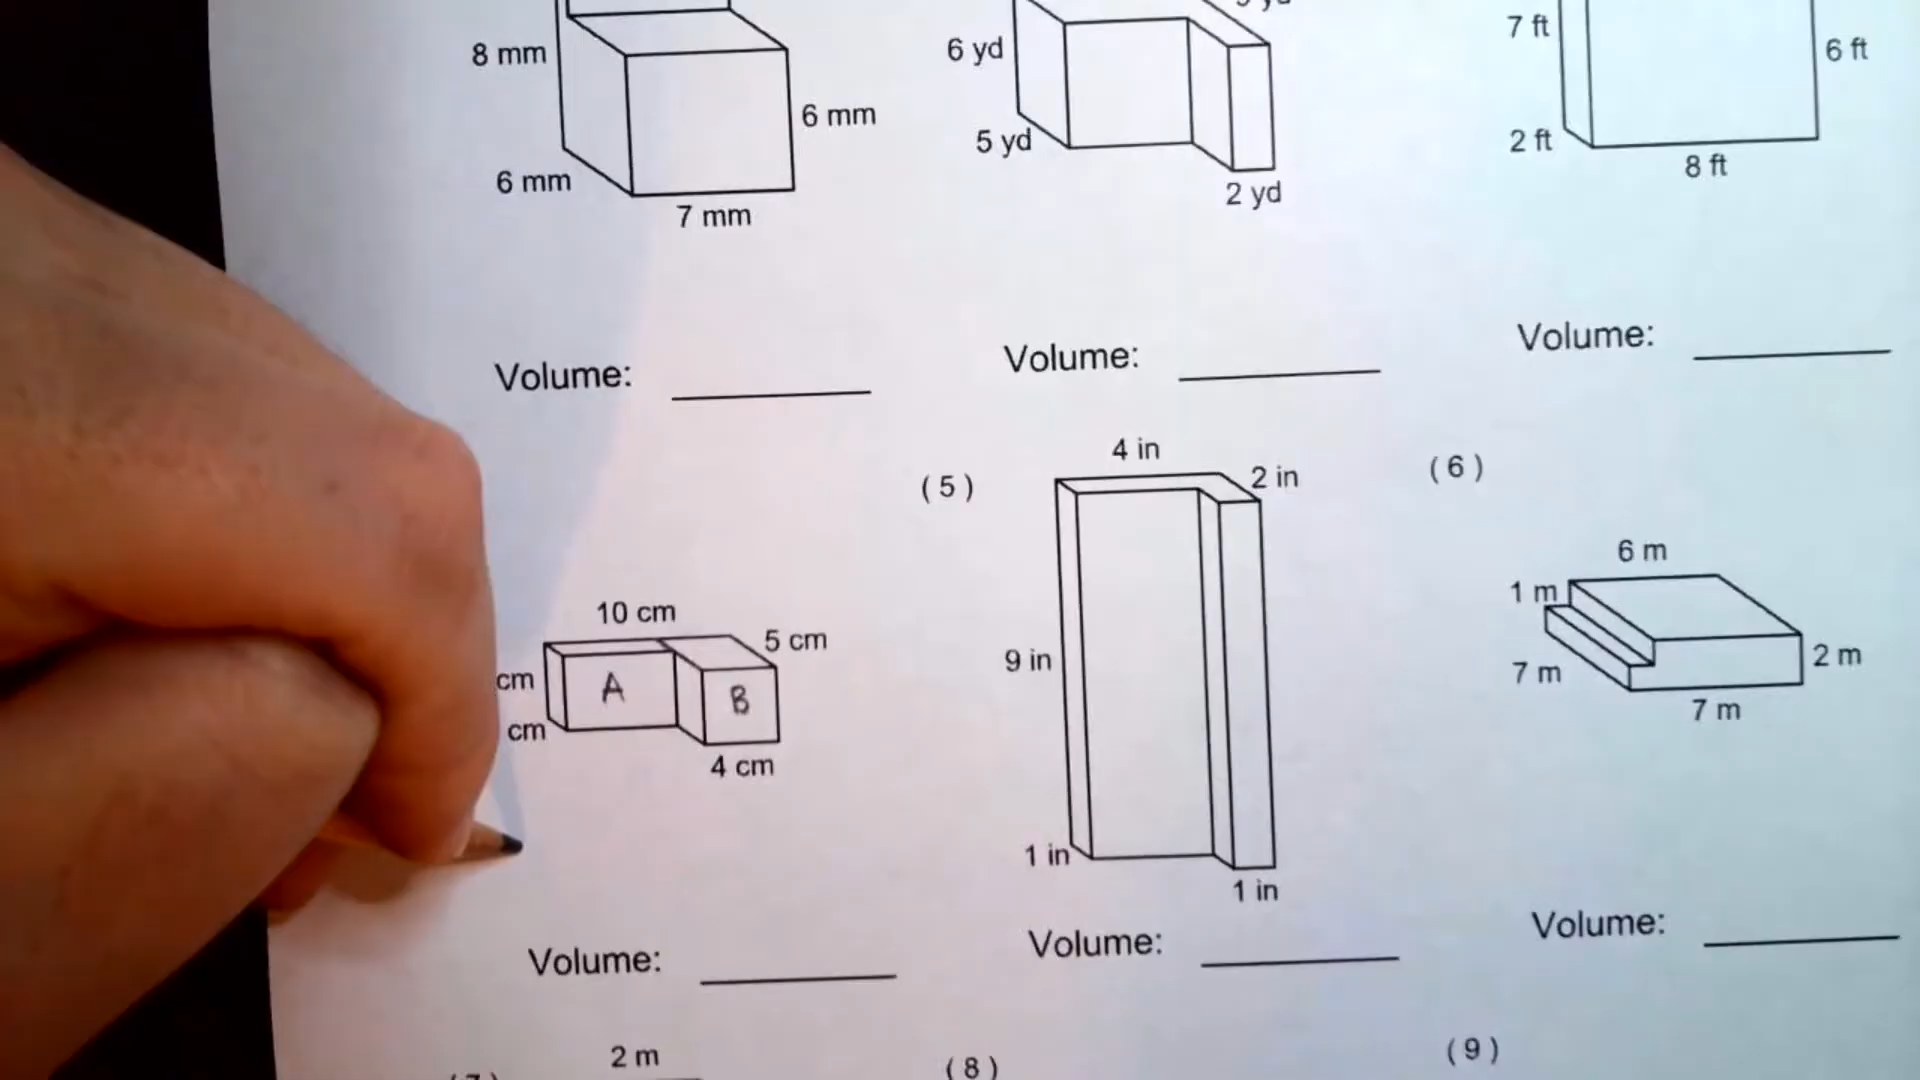 8 mm
6 mm
6 mm
7 mm
6 yd
5 yd
2 yd
7 ft
6 ft
2 ft
8 ft
Volume:
Volume:
Volume:
10 cm
5 cm
cm
cm
A
B
4 cm
Volume:
(5)
4 in
2 in
9 in
1 in
1 in
Volume:
(6)
6 m
1 m
7 m
2 m
7 m
Volume:
2 m
(8)
(9)